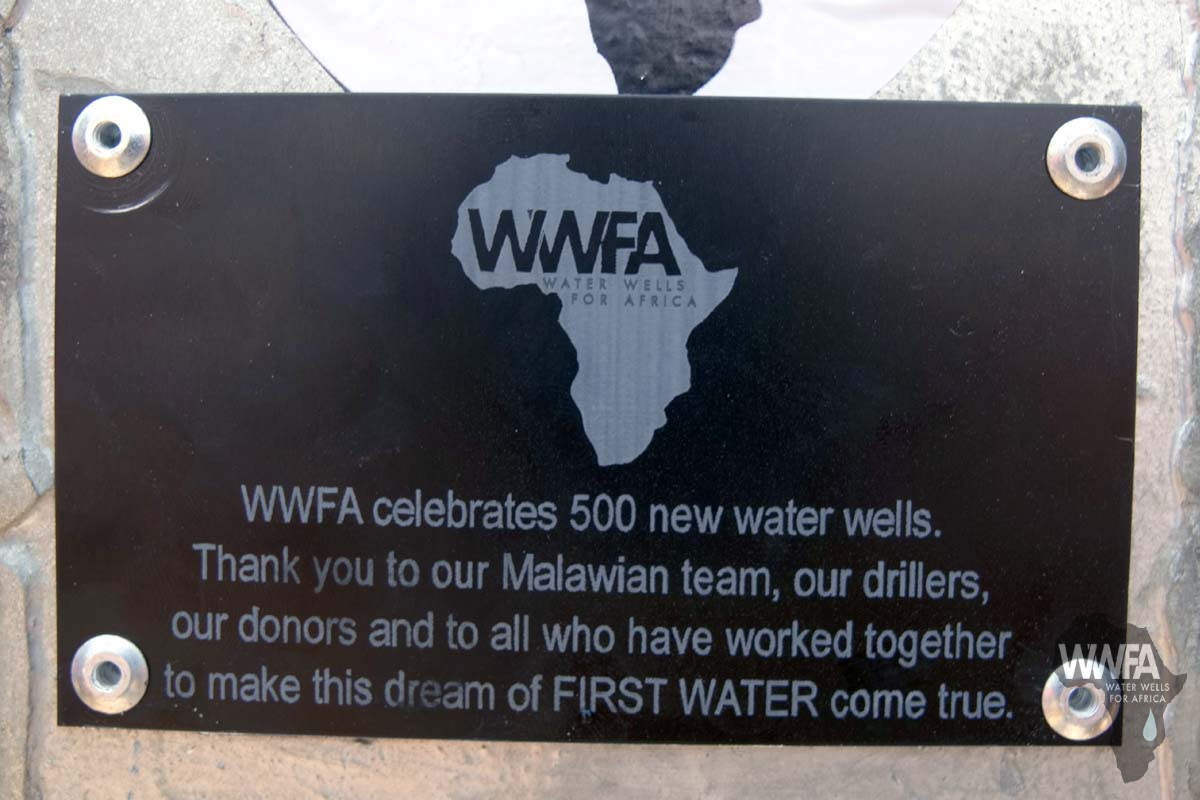 WWFA
WATER WELLS
FOR AFRICA
WWFA celebrates 500 new water wells.
Thank you to our Malawian team, our drillers,
our donors and to all who have worked together
to make this dream of FIRST WATER come true.
WWFA
WATER WELLS
FOR AFRICA